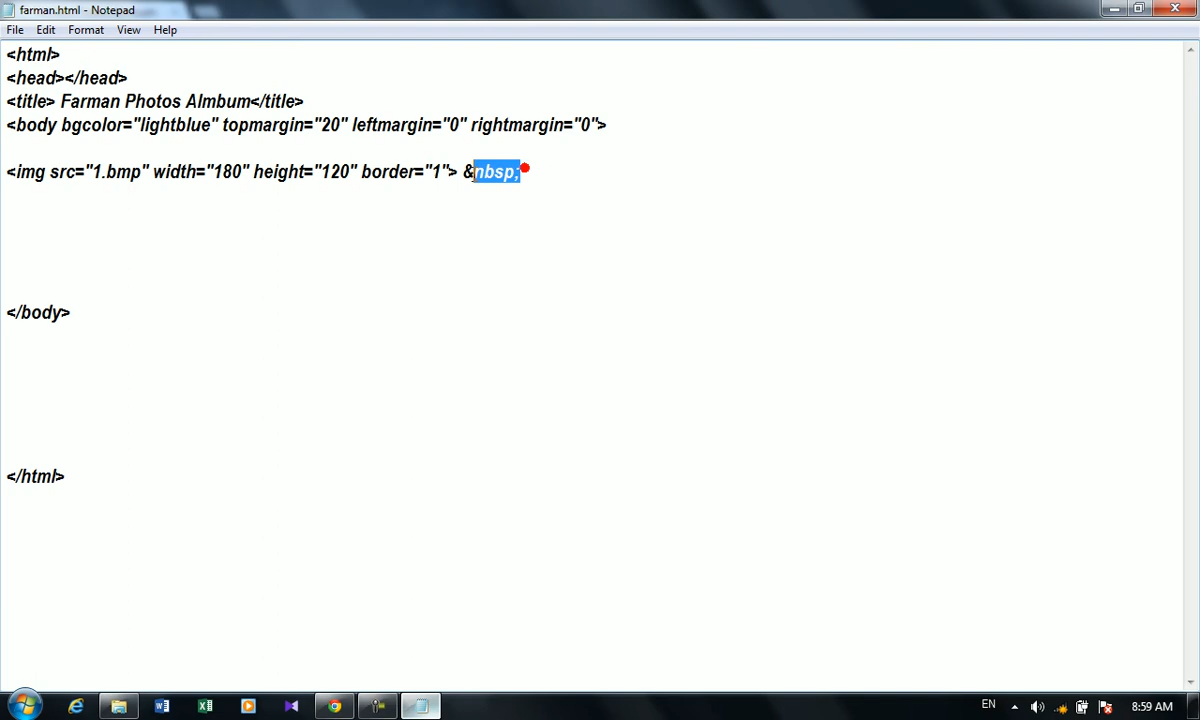 farman.html - Notepad
File Edit Format View Help
<html>
<head></head>
<title> Farman Photos Almbum</title>
<body bgcolor="lightblue" topmargin="20" leftmargin="0" rightmargin="0">
<img src="1.bmp" width="180" height="120" border="1"> &nbsp;
</body>
</html>
EN 8:59 AM